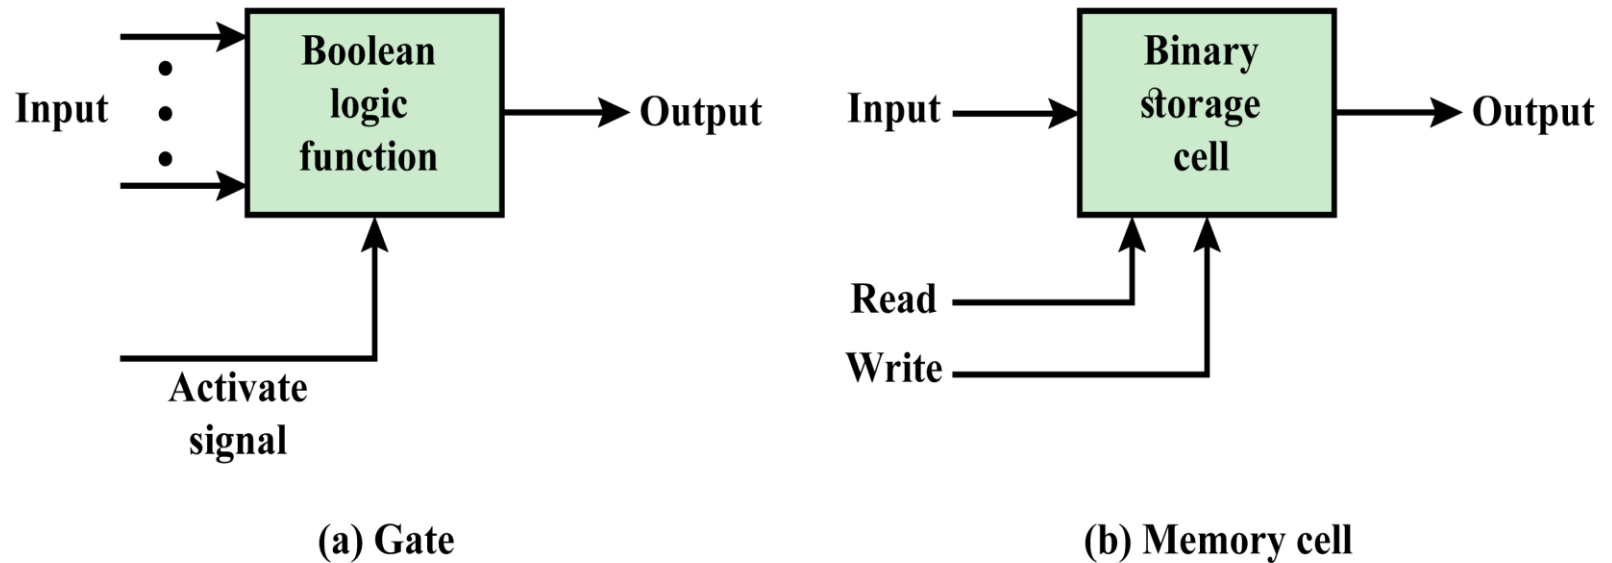 Input
Boolean
logic
function
Output
Activate
signal
(a) Gate
Input
Binary
storage
cell
Output
Read
Write
(b) Memory cell